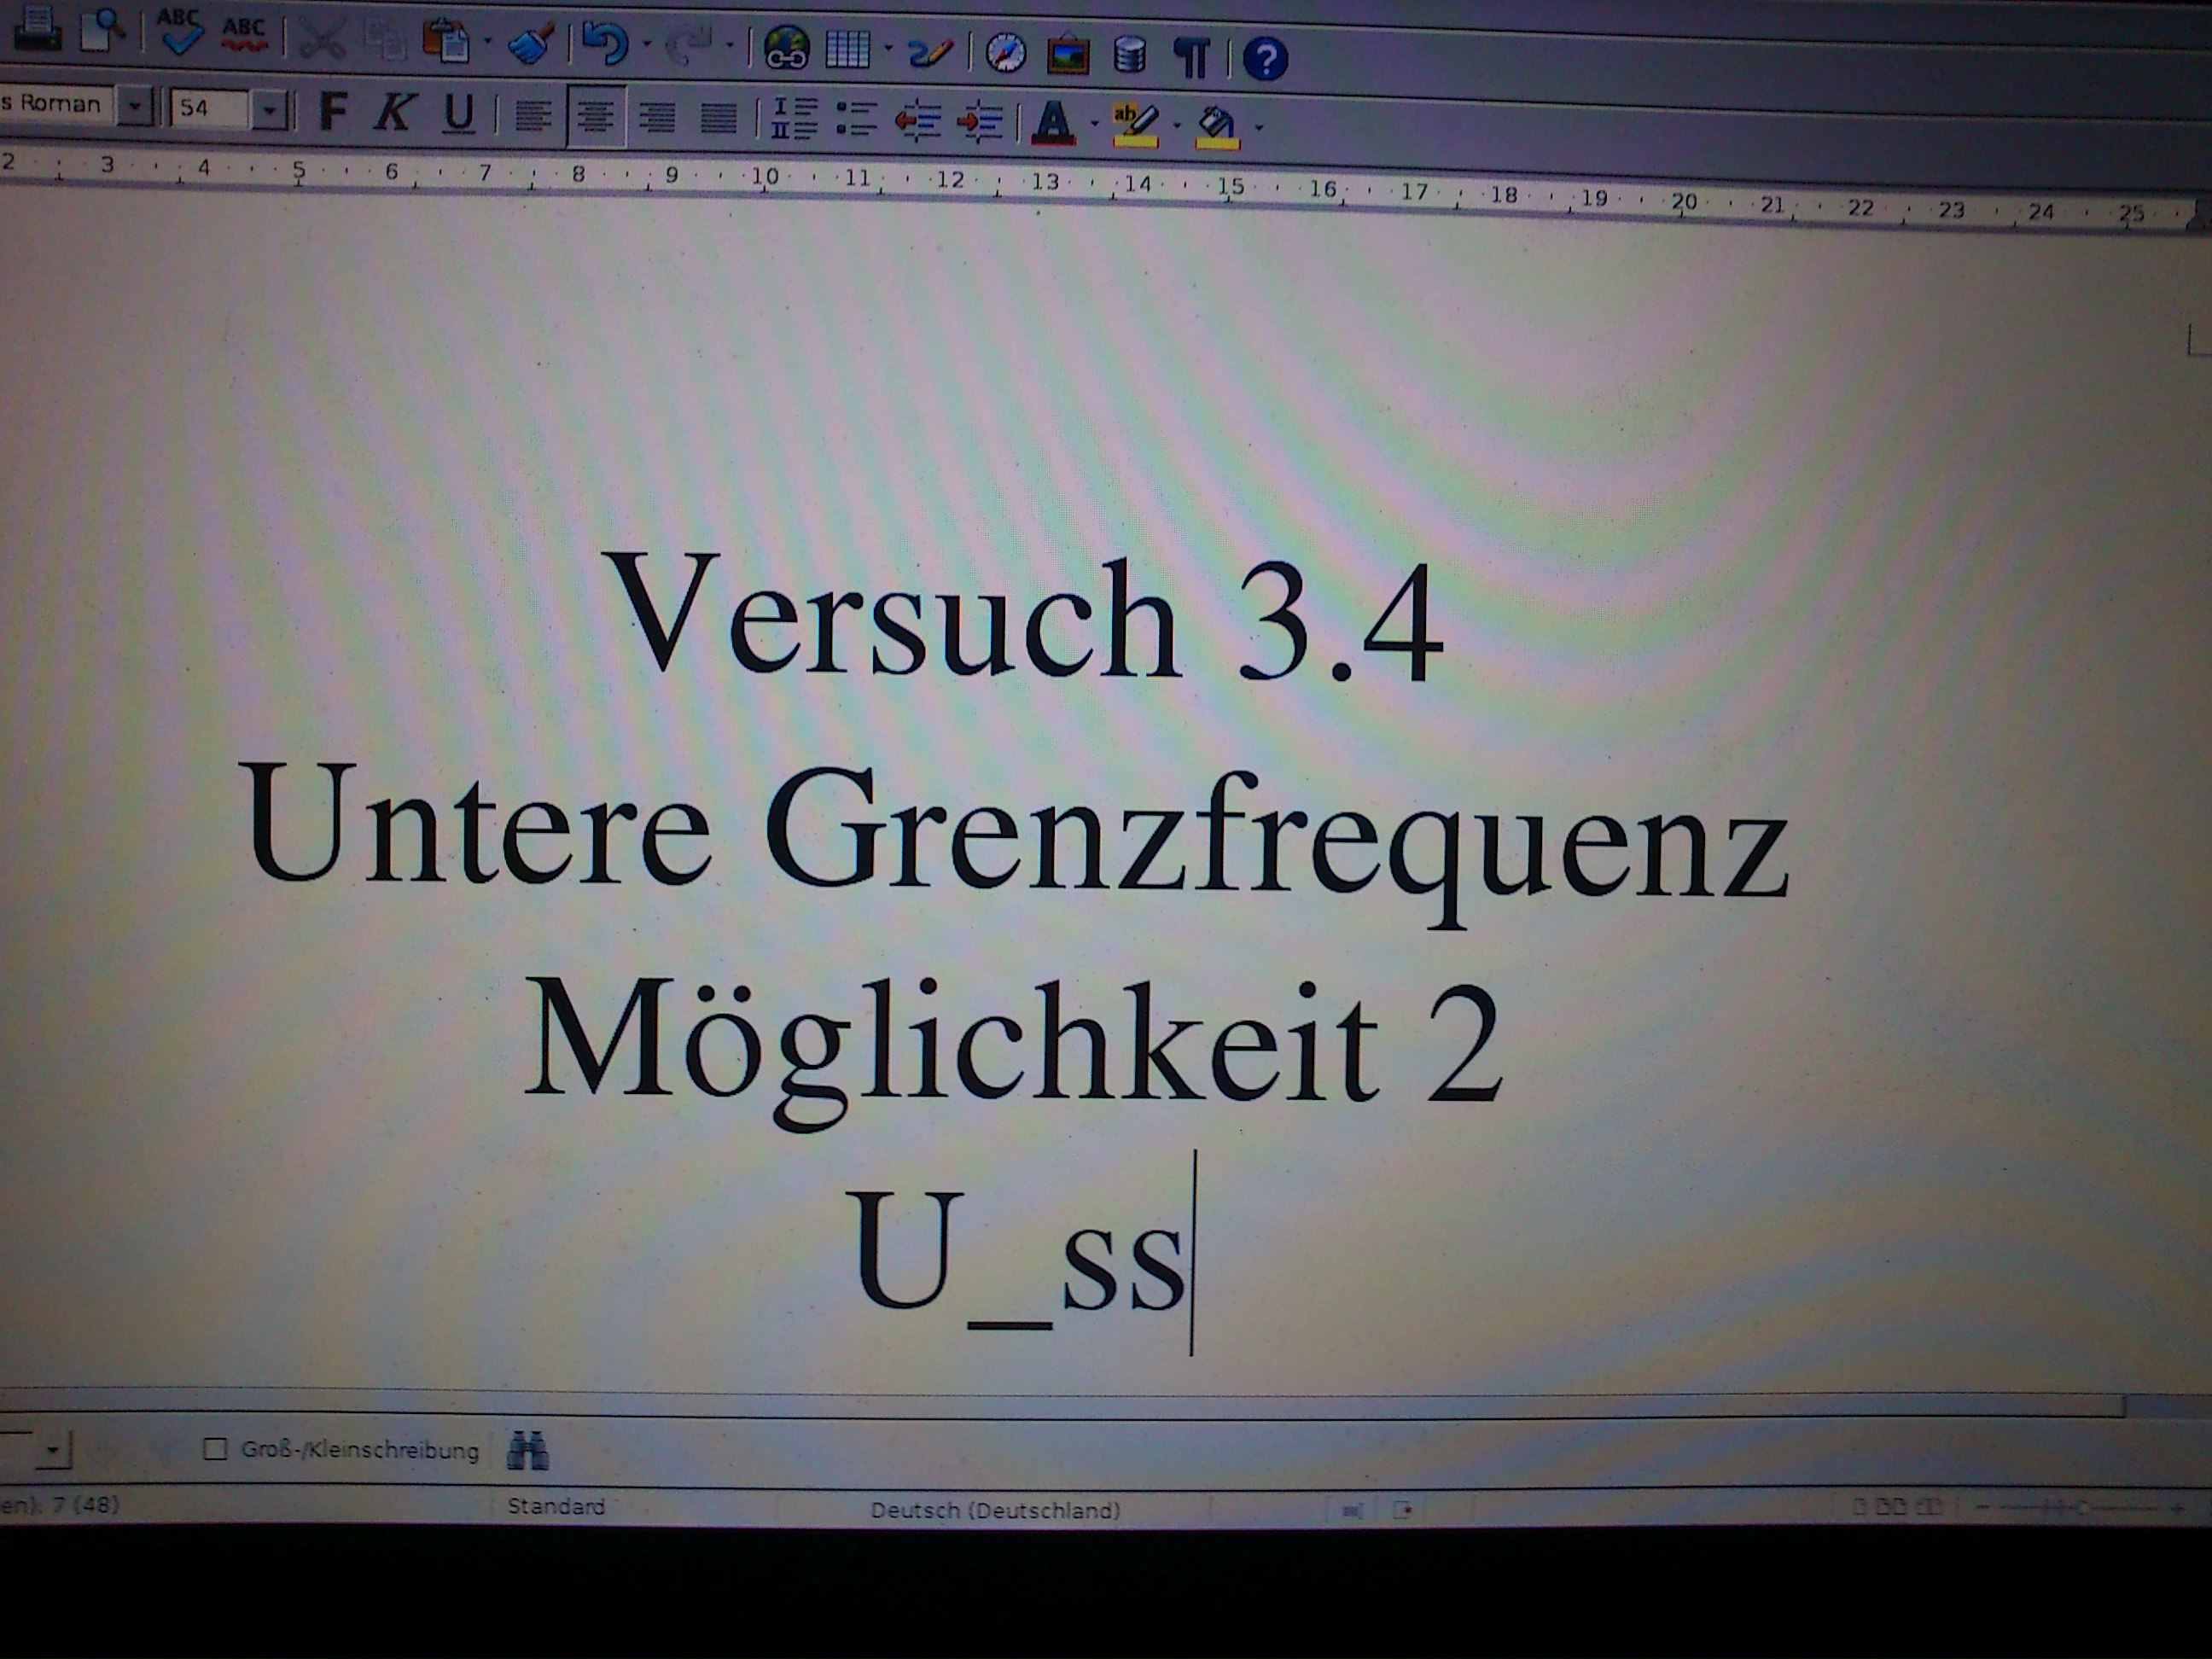 ABC ABC
s Roman 54 F K U
2 3 4 5 6 7 8 9 10 11 12 13 14 15 16 17 18 19 20 21 22 23 24 25
Versuch 3.4
Untere Grenzfrequenz
Möglichkeit 2
U_ss
Groß-/Kleinschreibung
en): 7 (48) Standard Deutsch (Deutschland)